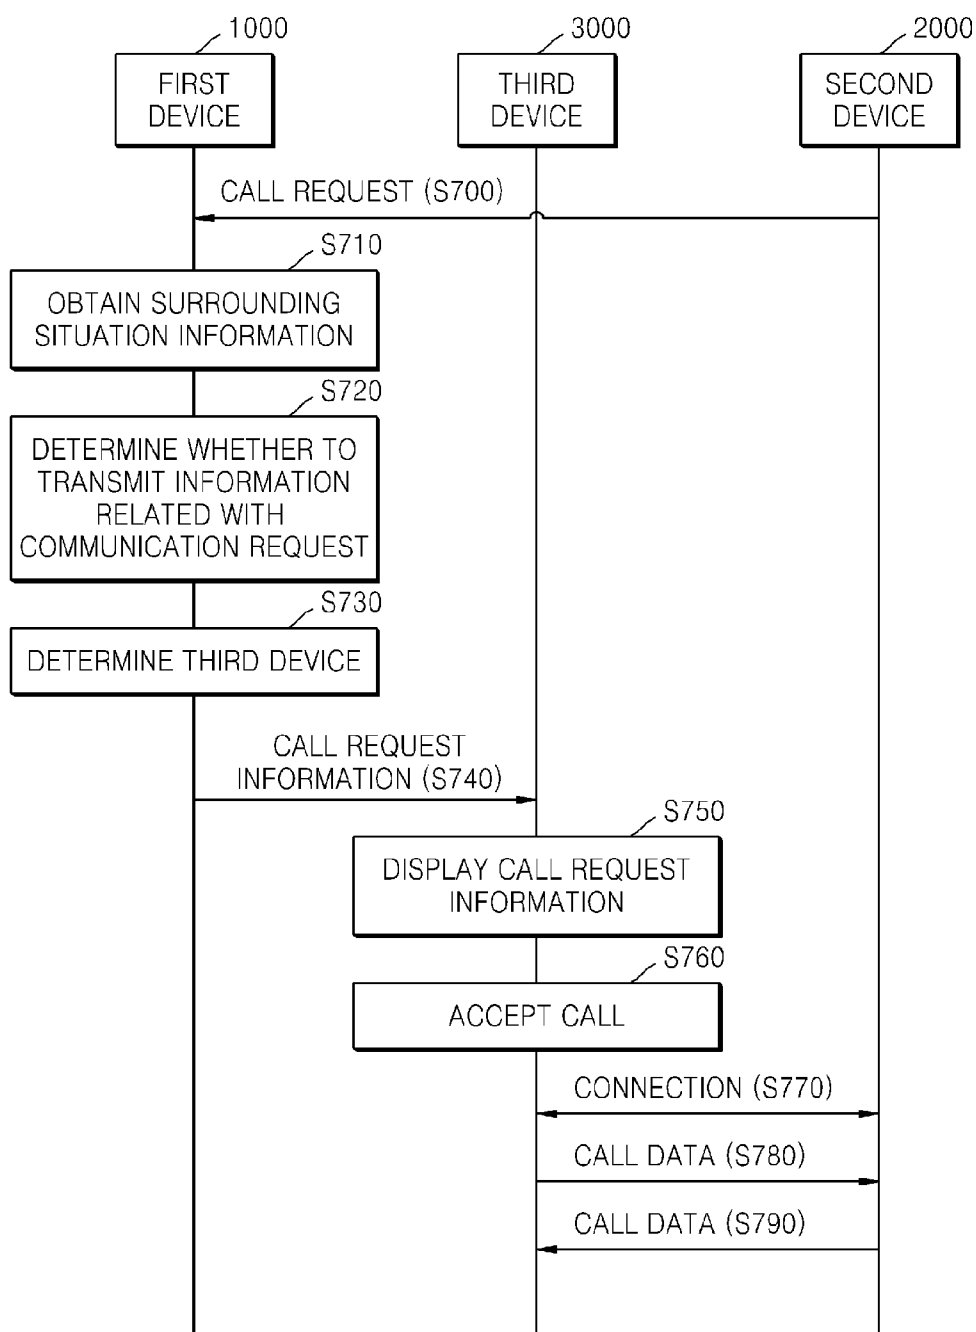 1000
3000
2000
FIRST
DEVICE
THIRD
DEVICE
SECOND
DEVICE
CALL REQUEST (S700)
S710
OBTAIN SURROUNDING
SITUATION INFORMATION
S720
DETERMINE WHETHER TO
TRANSMIT INFORMATION
RELATED WITH
COMMUNICATION REQUEST
S730
DETERMINE THIRD DEVICE
CALL REQUEST
INFORMATION (S740)
S750
DISPLAY CALL REQUEST
INFORMATION
S760
ACCEPT CALL
CONNECTION (S770)
CALL DATA (S780)
CALL DATA (S790)